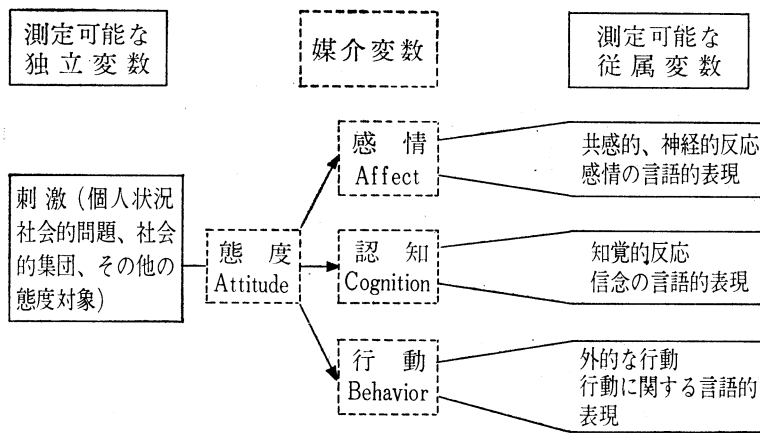 測定可能な
独立変数
媒介変数
測定可能な
従属変数
刺激（個人状況
社会的問題、社会
的集団、その他の
態度対象）
態度
Attitude
感情
Affect
共感的、神経的反応
感情の言語的表現
認知
Cognition
知覚的反応
信念の言語的表現
行動
Behavior
外的な行動
行動に関する言語的
表現